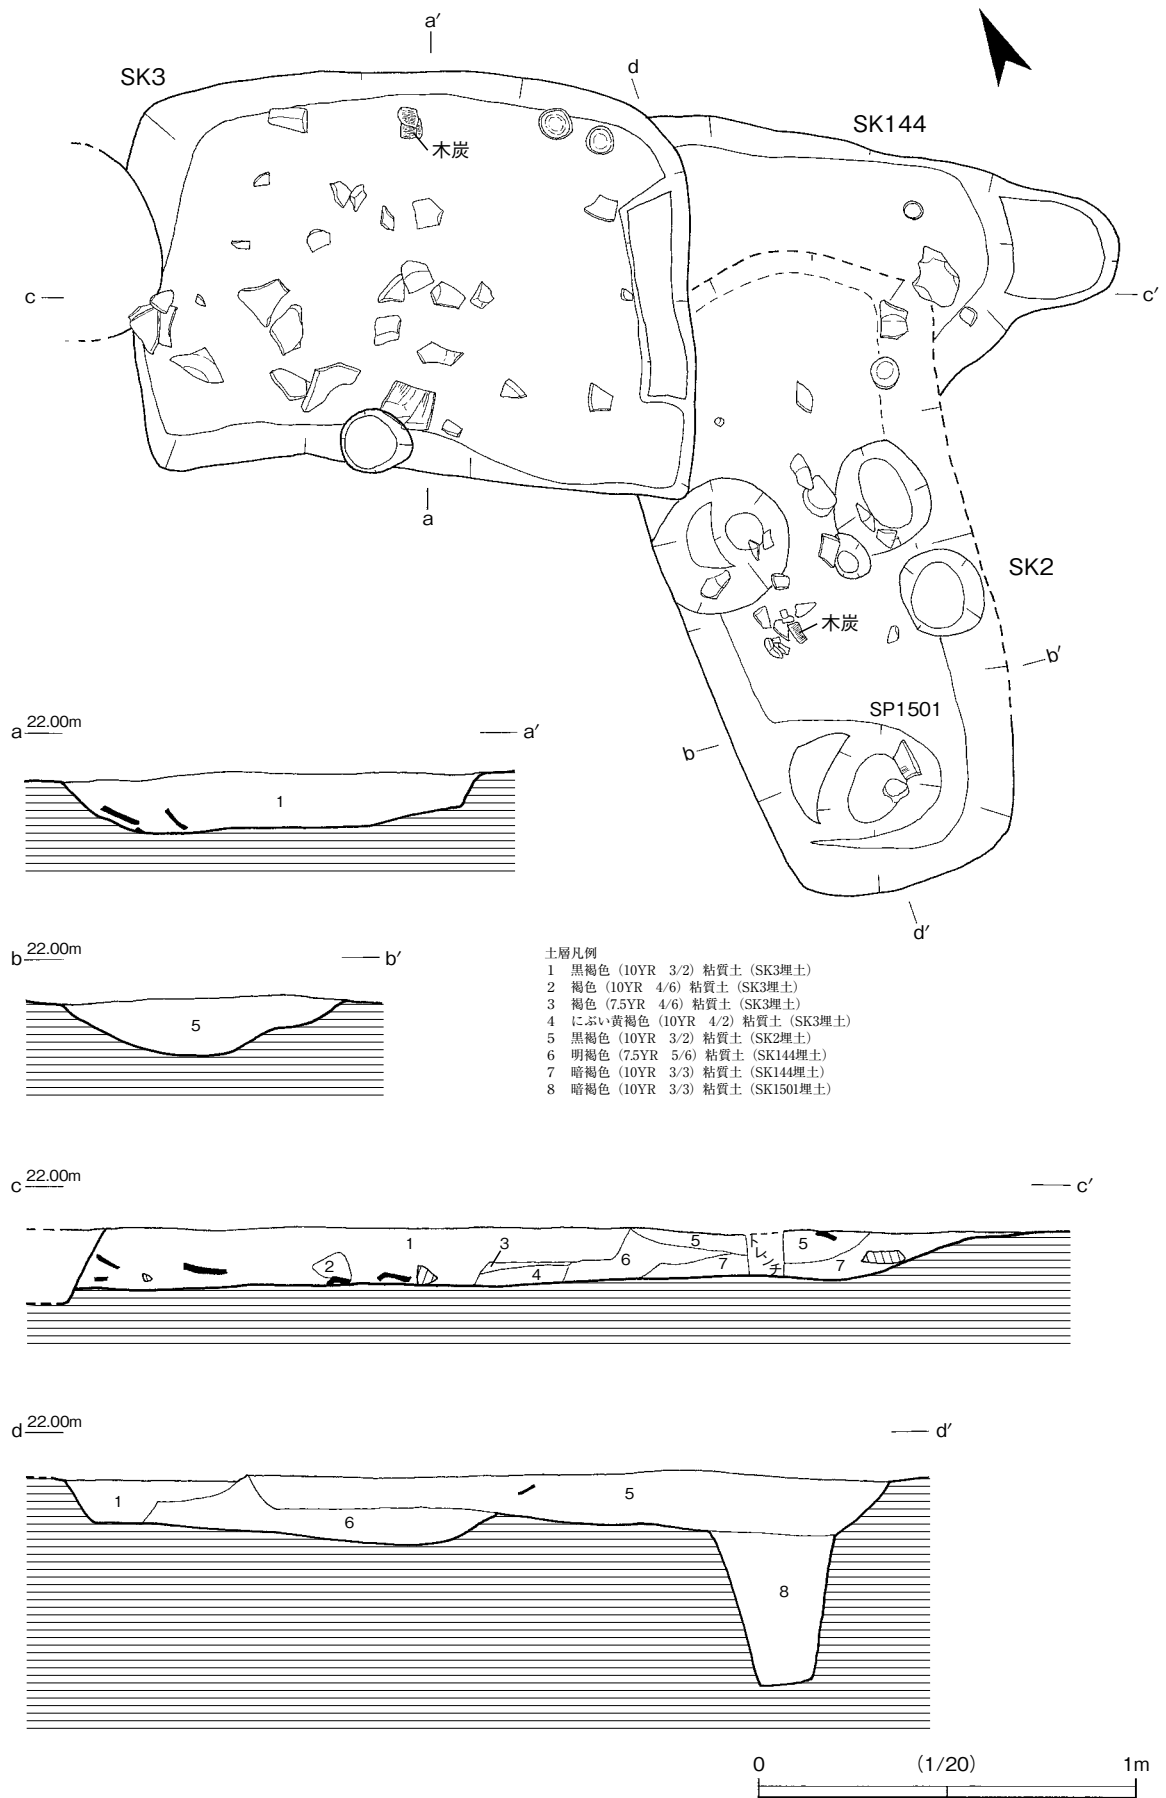 a′
SK3
d
SK144
木炭
c
c′
a
SK2
木炭
b′
SP1501
b
d′
a 22.00m a′
1
b 22.00m b′
5
土層凡例
1 黒褐色（10YR 3/2）粘質土（SK3埋土）
2 褐色（10YR 4/6）粘質土（SK3埋土）
3 褐色（7.5YR 4/6）粘質土（SK3埋土）
4 にぶい黄褐色（10YR 4/2）粘質土（SK3埋土）
5 黒褐色（10YR 3/2）粘質土（SK2埋土）
6 明褐色（7.5YR 5/6）粘質土（SK144埋土）
7 暗褐色（10YR 3/3）粘質土（SK144埋土）
8 暗褐色（10YR 3/3）粘質土（SK1501埋土）
c 22.00m c′
1 3 5 トレンチ 5
2 4 6 7 7
d 22.00m d′
1 5
6
8
0 (1/20) 1m